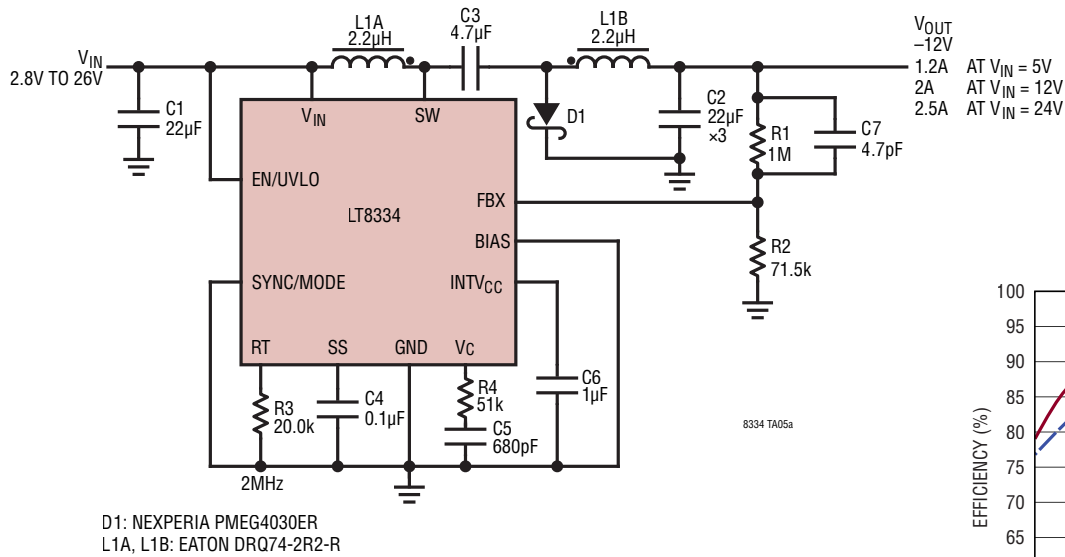 L1A
2.2µH
C3
4.7µF
L1B
2.2µH
VIN
2.8V TO 26V
VOUT
–12V
1.2A AT VIN = 5V
2A AT VIN = 12V
2.5A AT VIN = 24V
C1
22µF
VIN
SW
D1
C2
22µF
×3
R1
1M
C7
4.7pF
EN/UVLO
LT8334
FBX
BIAS
SYNC/MODE
INTVCC
R2
71.5k
RT
SS
GND
VC
R3
20.0k
C4
0.1µF
R4
51k
C5
680pF
C6
1µF
8334 TA05a
2MHz
D1: NEXPERIA PMEG4030ER
L1A, L1B: EATON DRQ74-2R2-R
100
95
90
85
80
75
70
65
EFFICIENCY (%)